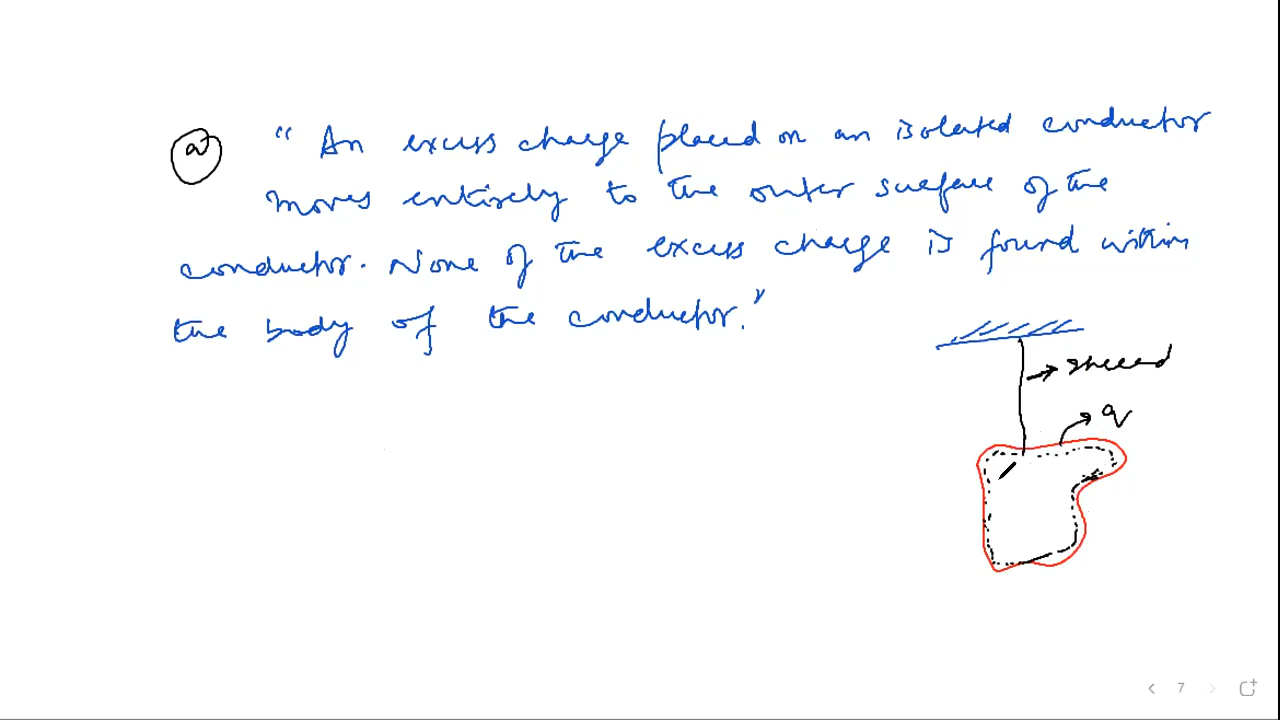 a
" An excess charge placed on an isolated conductor
moves entirely to the outer surface of the
conductor. None of the excess charge is found within
the body of the conductor."
thread
q
7